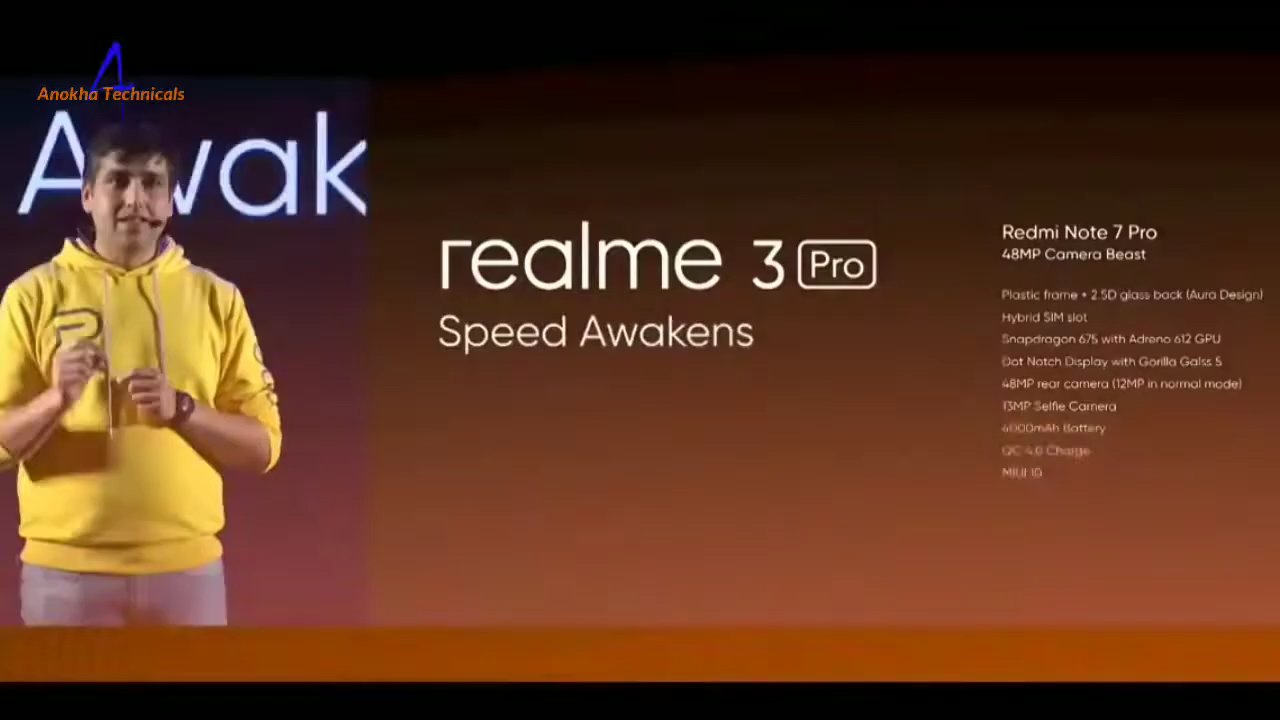 Anokha Technicals
Awak
realme 3 Pro
Speed Awakens
Redmi Note 7 Pro
48MP Camera Beast
Plastic frame + 2.5D glass back (Aura Design)
Hybrid SIM slot
Snapdragon 675 with Adreno 612 GPU
Dot Notch Display with Gorilla Galss 5
48MP rear camera (12MP in normal mode)
13MP Selfie Camera
4000mAh Battery
QC 4.0 Charge
MIUI 10